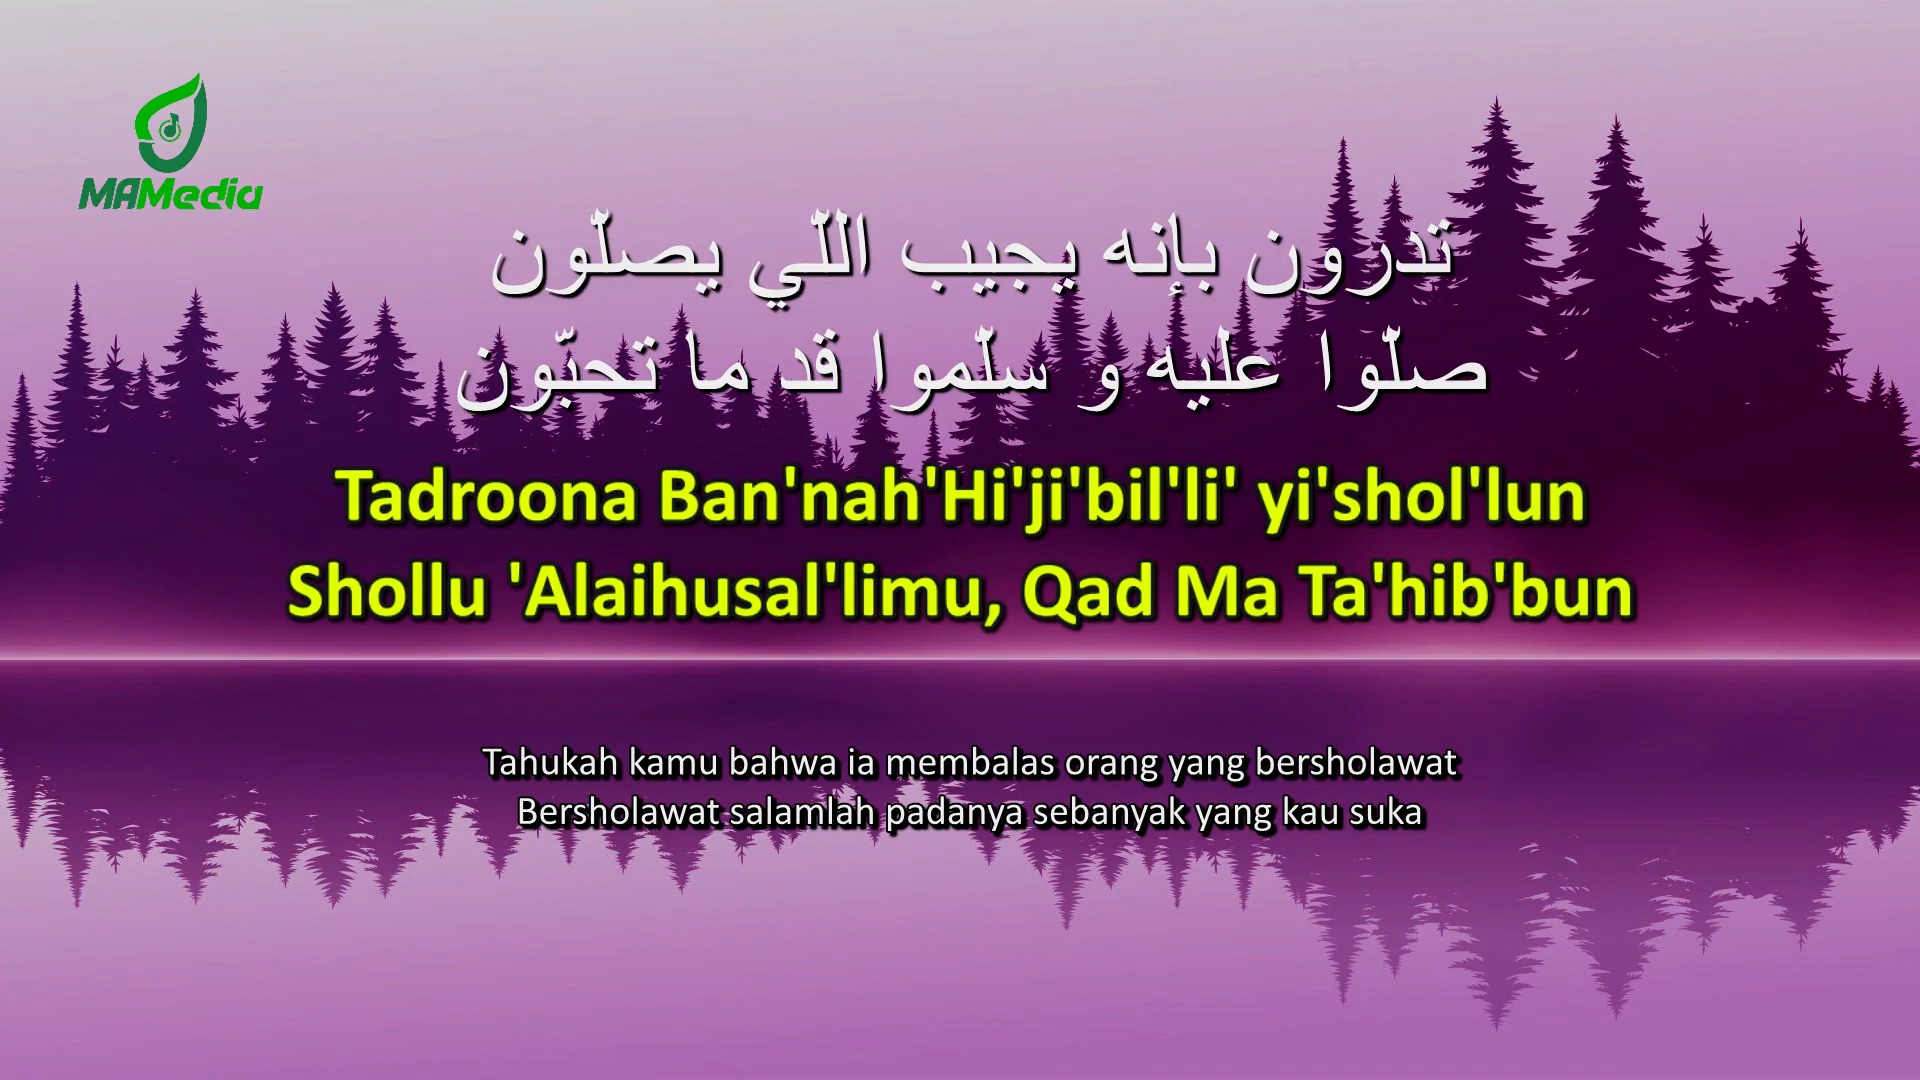 MAMedia
تدرون بإنه يجيب اللّي يصلّون
صلّوا عليه و سلّموا قد ما تحبّون
Tadroona Ban'nah'Hi'ji'bil'li' yi'shol'lun
Shollu 'Alaihusal'limu, Qad Ma Ta'hib'bun
Tahukah kamu bahwa ia membalas orang yang bersholawat
Bersholawat salamlah padanya sebanyak yang kau suka